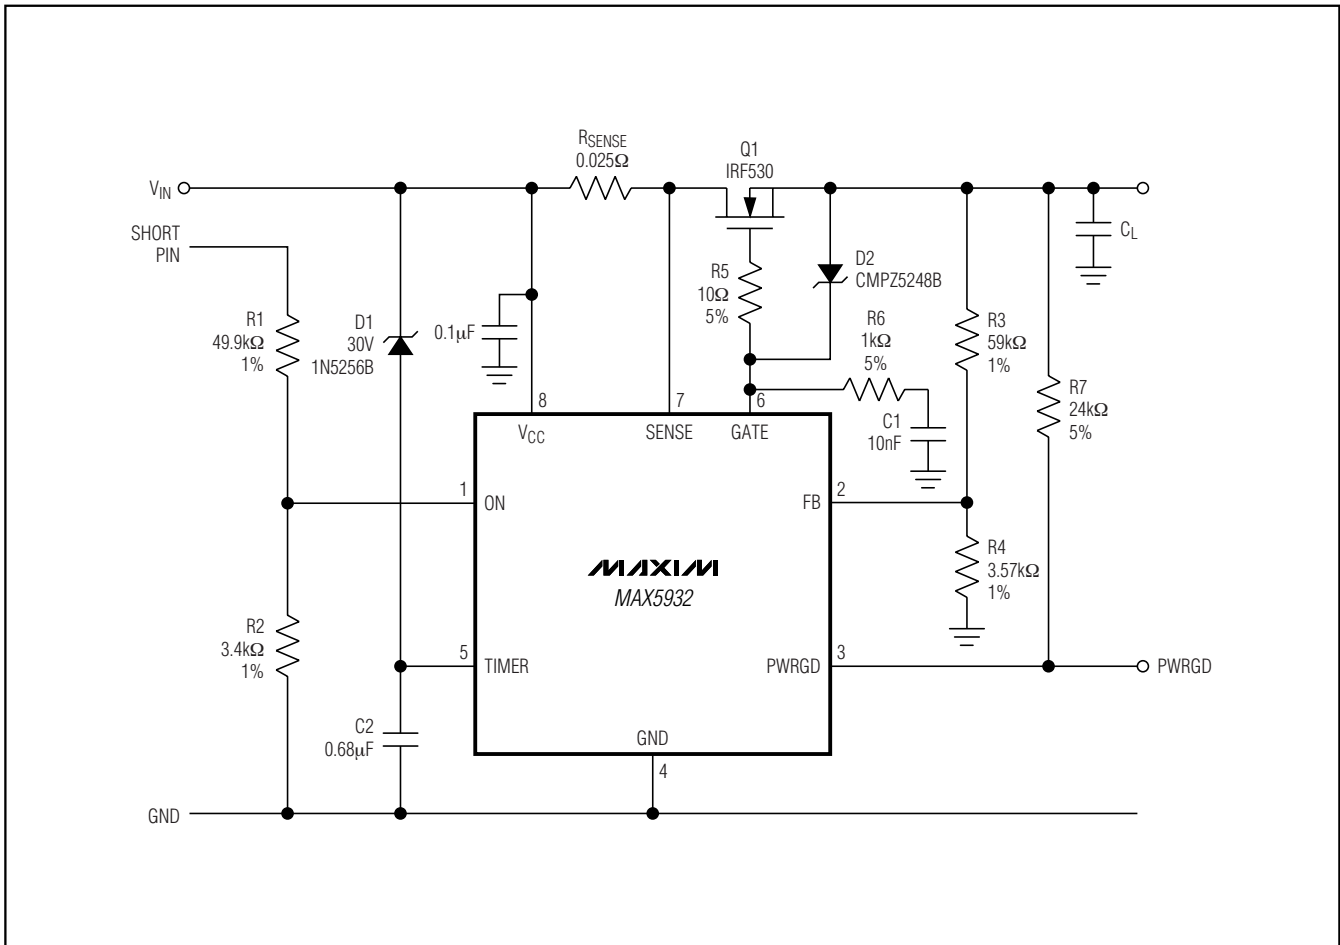 RSENSE
0.025Ω
Q1
IRF530
VIN
SHORT
PIN
CL
D2
CMPZ5248B
R5
10Ω
5%
R1
49.9kΩ
1%
D1
30V
1N5256B
0.1µF
R6
1kΩ
5%
R3
59kΩ
1%
R7
24kΩ
5%
8
7
6
VCC
SENSE
GATE
C1
10nF
1
ON
2
FB
MAXIM
MAX5932
R4
3.57kΩ
1%
R2
3.4kΩ
1%
5
TIMER
3
PWRGD
PWRGD
C2
0.68µF
GND
4
GND